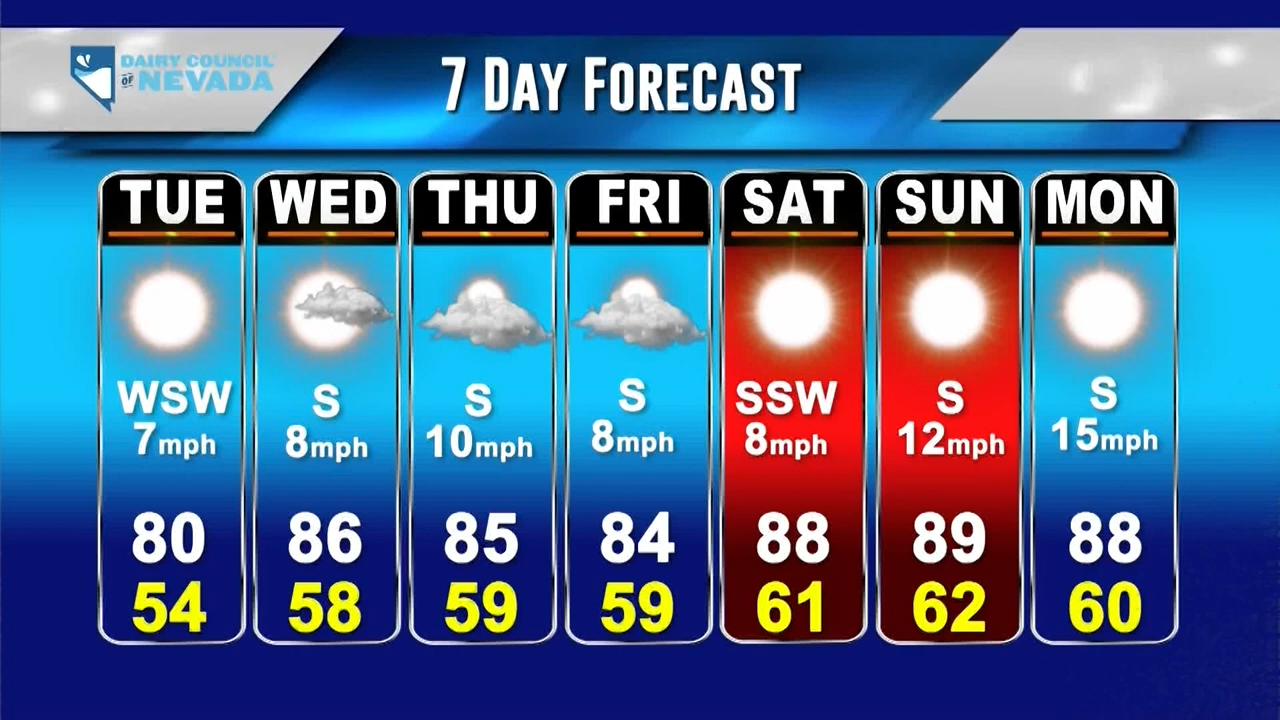 DAIRY COUNCIL
OF NEVADA
7 DAY FORECAST
TUE WED THU FRI SAT SUN MON
WSW S S S SSW S S
7mph 8mph 10mph 8mph 8mph 12mph 15mph
80 86 85 84 88 89 88
54 58 59 59 61 62 60